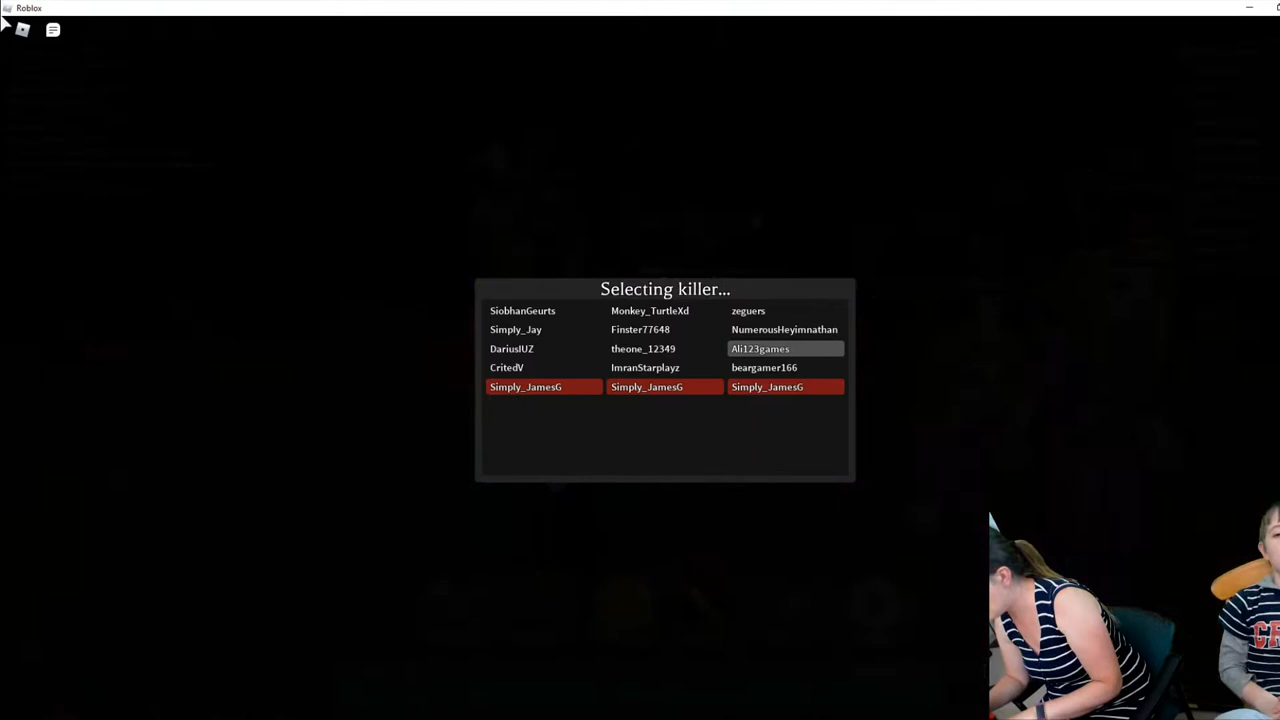 Roblox
Selecting killer...
SiobhanGeurts Monkey_TurtleXd zeguers
Simply_Jay Finster77648 NumerousHeyimnathan
DariusIUZ theone_12349 Ali123games
CritedV ImranStarplayz beargamer166
Simply_JamesG Simply_JamesG Simply_JamesG